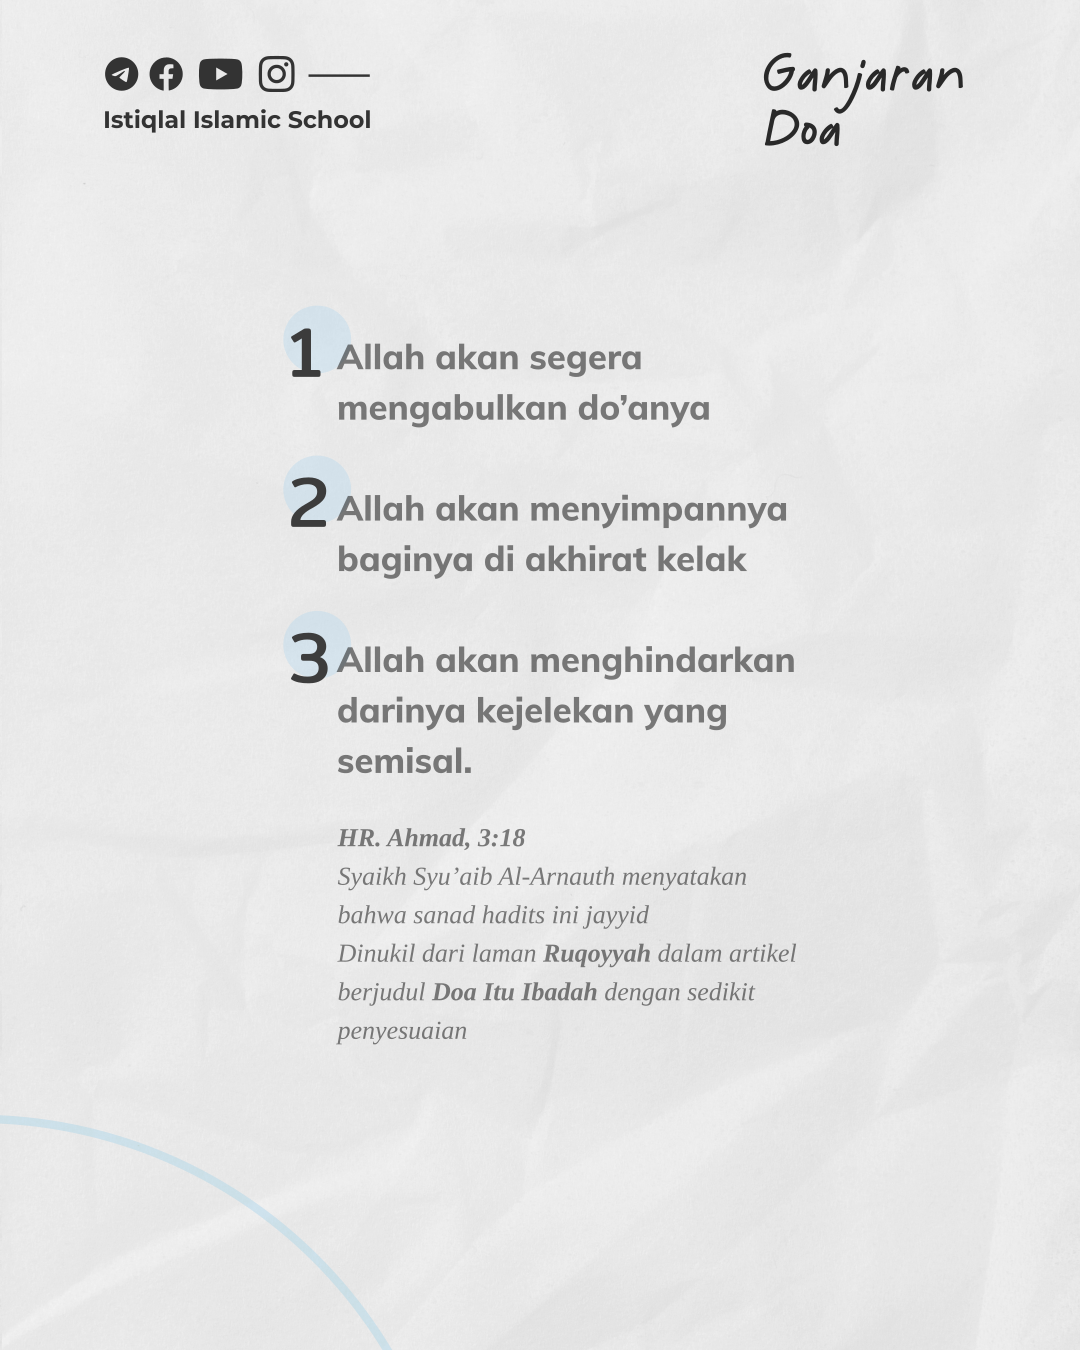 Istiqlal Islamic School
Ganjaran
Doa
1
Allah akan segera
mengabulkan do’anya
2
Allah akan menyimpannya
baginya di akhirat kelak
3
Allah akan menghindarkan
darinya kejelekan yang
semisal.
HR. Ahmad, 3:18
Syaikh Syu’aib Al-Arnauth menyatakan
bahwa sanad hadits ini jayyid
Dinukil dari laman Ruqoyyah dalam artikel
berjudul Doa Itu Ibadah dengan sedikit
penyesuaian